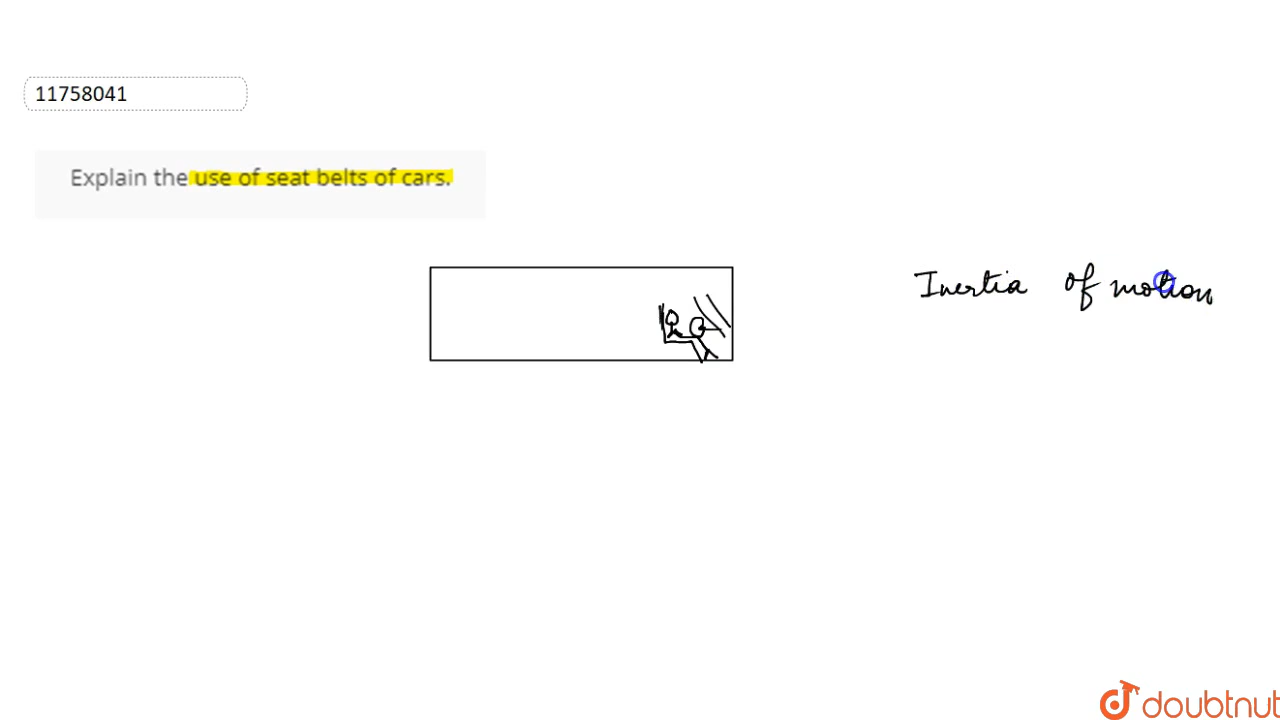 11758041
Explain the use of seat belts of cars.
Inertia of motion
doubtnut